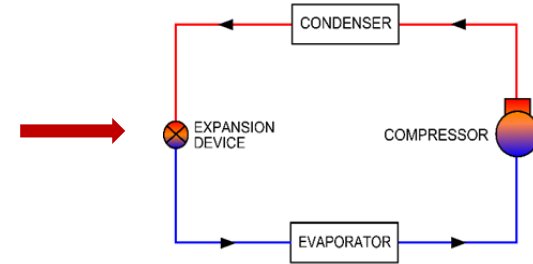 CONDENSER
EXPANSION
DEVICE
COMPRESSOR
EVAPORATOR